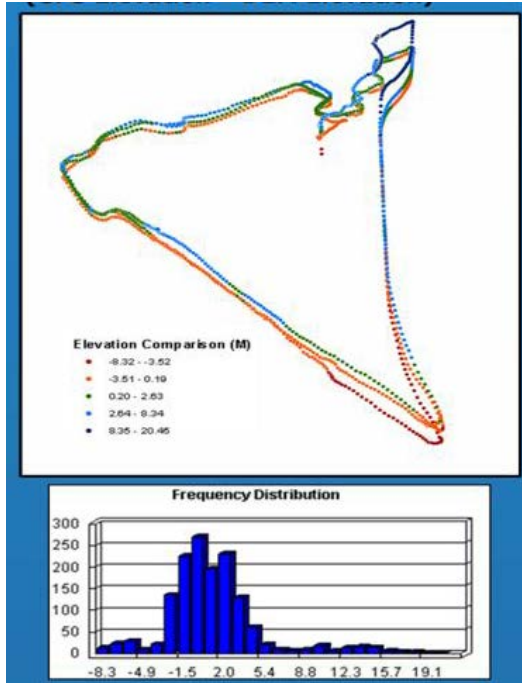 Elevation Comparison (M)
-8.32 - -3.52
-3.51 - 0.19
0.20 - 2.63
2.64 - 8.34
8.35 - 20.45
Frequency Distribution
300
250
200
150
100
50
0
-8.3 -4.9 -1.5 2.0 5.4 8.8 12.3 15.7 19.1